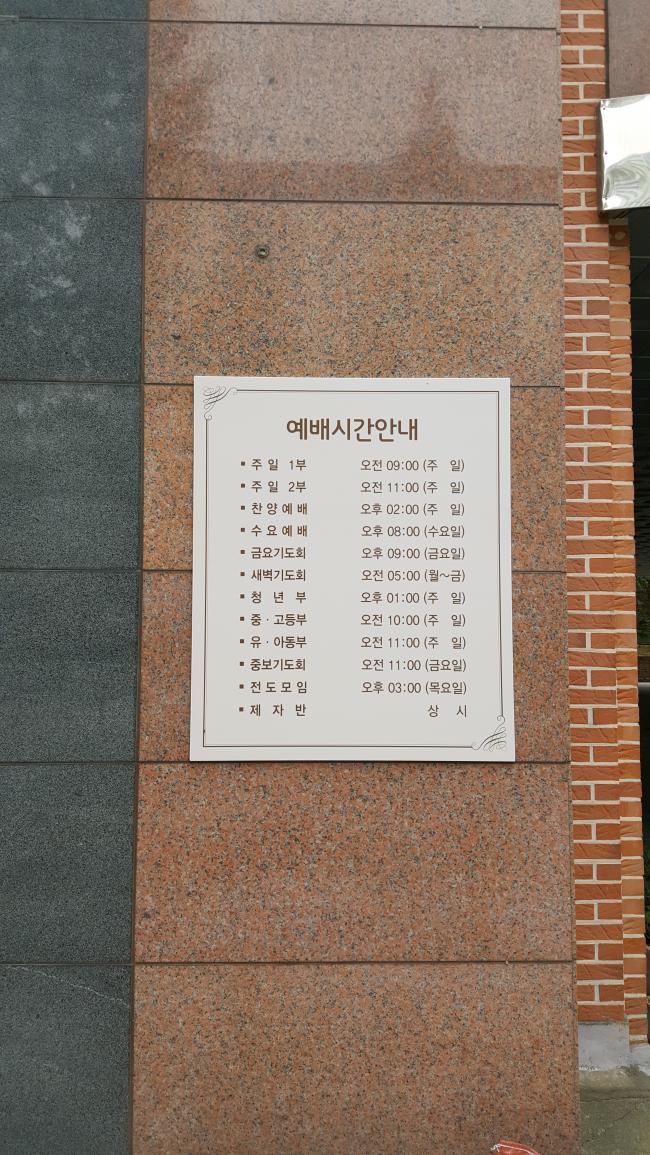 예배시간안내
▪ 주 일 1부 오전 09:00 (주 일)
▪ 주 일 2부 오전 11:00 (주 일)
▪ 찬 양 예 배 오후 02:00 (주 일)
▪ 수 요 예 배 오후 08:00 (수요일)
▪ 금요기도회 오후 09:00 (금요일)
▪ 새벽기도회 오전 05:00 (월~금)
▪ 청 년 부 오후 01:00 (주 일)
▪ 중 · 고등부 오전 10:00 (주 일)
▪ 유 · 아동부 오전 11:00 (주 일)
▪ 중보기도회 오전 11:00 (금요일)
▪ 전 도 모 임 오후 03:00 (목요일)
▪ 제 자 반 상 시